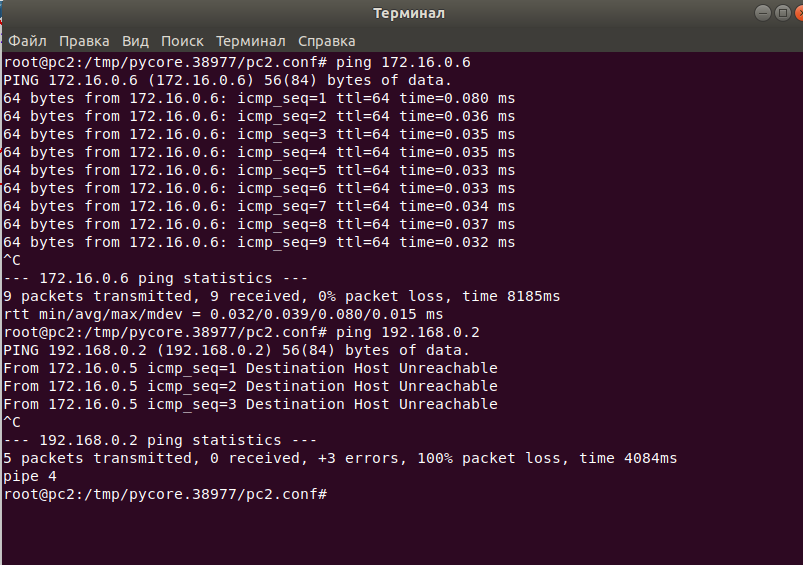 Терминал
Файл Правка Вид Поиск Терминал Справка
root@pc2:/tmp/pycore.38977/pc2.conf# ping 172.16.0.6
PING 172.16.0.6 (172.16.0.6) 56(84) bytes of data.
64 bytes from 172.16.0.6: icmp_seq=1 ttl=64 time=0.080 ms
64 bytes from 172.16.0.6: icmp_seq=2 ttl=64 time=0.036 ms
64 bytes from 172.16.0.6: icmp_seq=3 ttl=64 time=0.035 ms
64 bytes from 172.16.0.6: icmp_seq=4 ttl=64 time=0.035 ms
64 bytes from 172.16.0.6: icmp_seq=5 ttl=64 time=0.033 ms
64 bytes from 172.16.0.6: icmp_seq=6 ttl=64 time=0.033 ms
64 bytes from 172.16.0.6: icmp_seq=7 ttl=64 time=0.034 ms
64 bytes from 172.16.0.6: icmp_seq=8 ttl=64 time=0.037 ms
64 bytes from 172.16.0.6: icmp_seq=9 ttl=64 time=0.032 ms
^C
--- 172.16.0.6 ping statistics ---
9 packets transmitted, 9 received, 0% packet loss, time 8185ms
rtt min/avg/max/mdev = 0.032/0.039/0.080/0.015 ms
root@pc2:/tmp/pycore.38977/pc2.conf# ping 192.168.0.2
PING 192.168.0.2 (192.168.0.2) 56(84) bytes of data.
From 172.16.0.5 icmp_seq=1 Destination Host Unreachable
From 172.16.0.5 icmp_seq=2 Destination Host Unreachable
From 172.16.0.5 icmp_seq=3 Destination Host Unreachable
^C
--- 192.168.0.2 ping statistics ---
5 packets transmitted, 0 received, +3 errors, 100% packet loss, time 4084ms
pipe 4
root@pc2:/tmp/pycore.38977/pc2.conf#